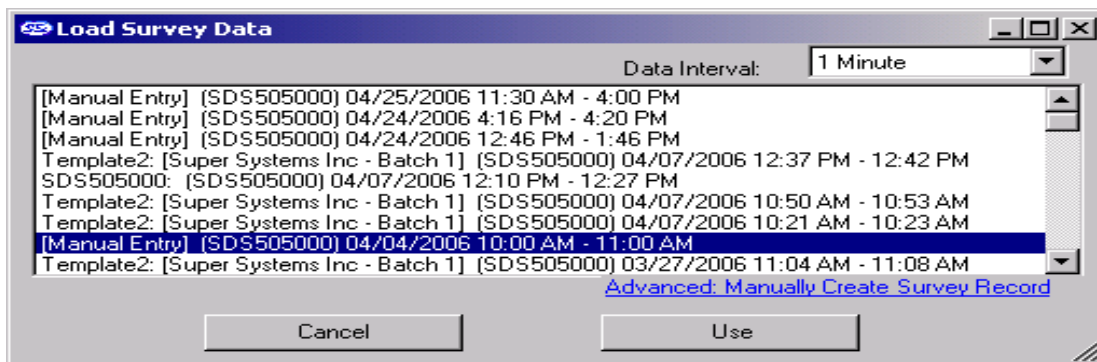 Load Survey Data
Data Interval: 1 Minute
[Manual Entry] (SDS505000) 04/25/2006 11:30 AM - 4:00 PM
[Manual Entry] (SDS505000) 04/24/2006 4:16 PM - 4:20 PM
[Manual Entry] (SDS505000) 04/24/2006 12:46 PM - 1:46 PM
Template2: [Super Systems Inc - Batch 1] (SDS505000) 04/07/2006 12:37 PM - 12:42 PM
SDS505000: (SDS505000) 04/07/2006 12:10 PM - 12:27 PM
Template2: [Super Systems Inc - Batch 1] (SDS505000) 04/07/2006 10:50 AM - 10:53 AM
Template2: [Super Systems Inc - Batch 1] (SDS505000) 04/07/2006 10:21 AM - 10:23 AM
[Manual Entry] (SDS505000) 04/04/2006 10:00 AM - 11:00 AM
Template2: [Super Systems Inc - Batch 1] (SDS505000) 03/27/2006 11:04 AM - 11:08 AM
Advanced: Manually Create Survey Record
Cancel Use